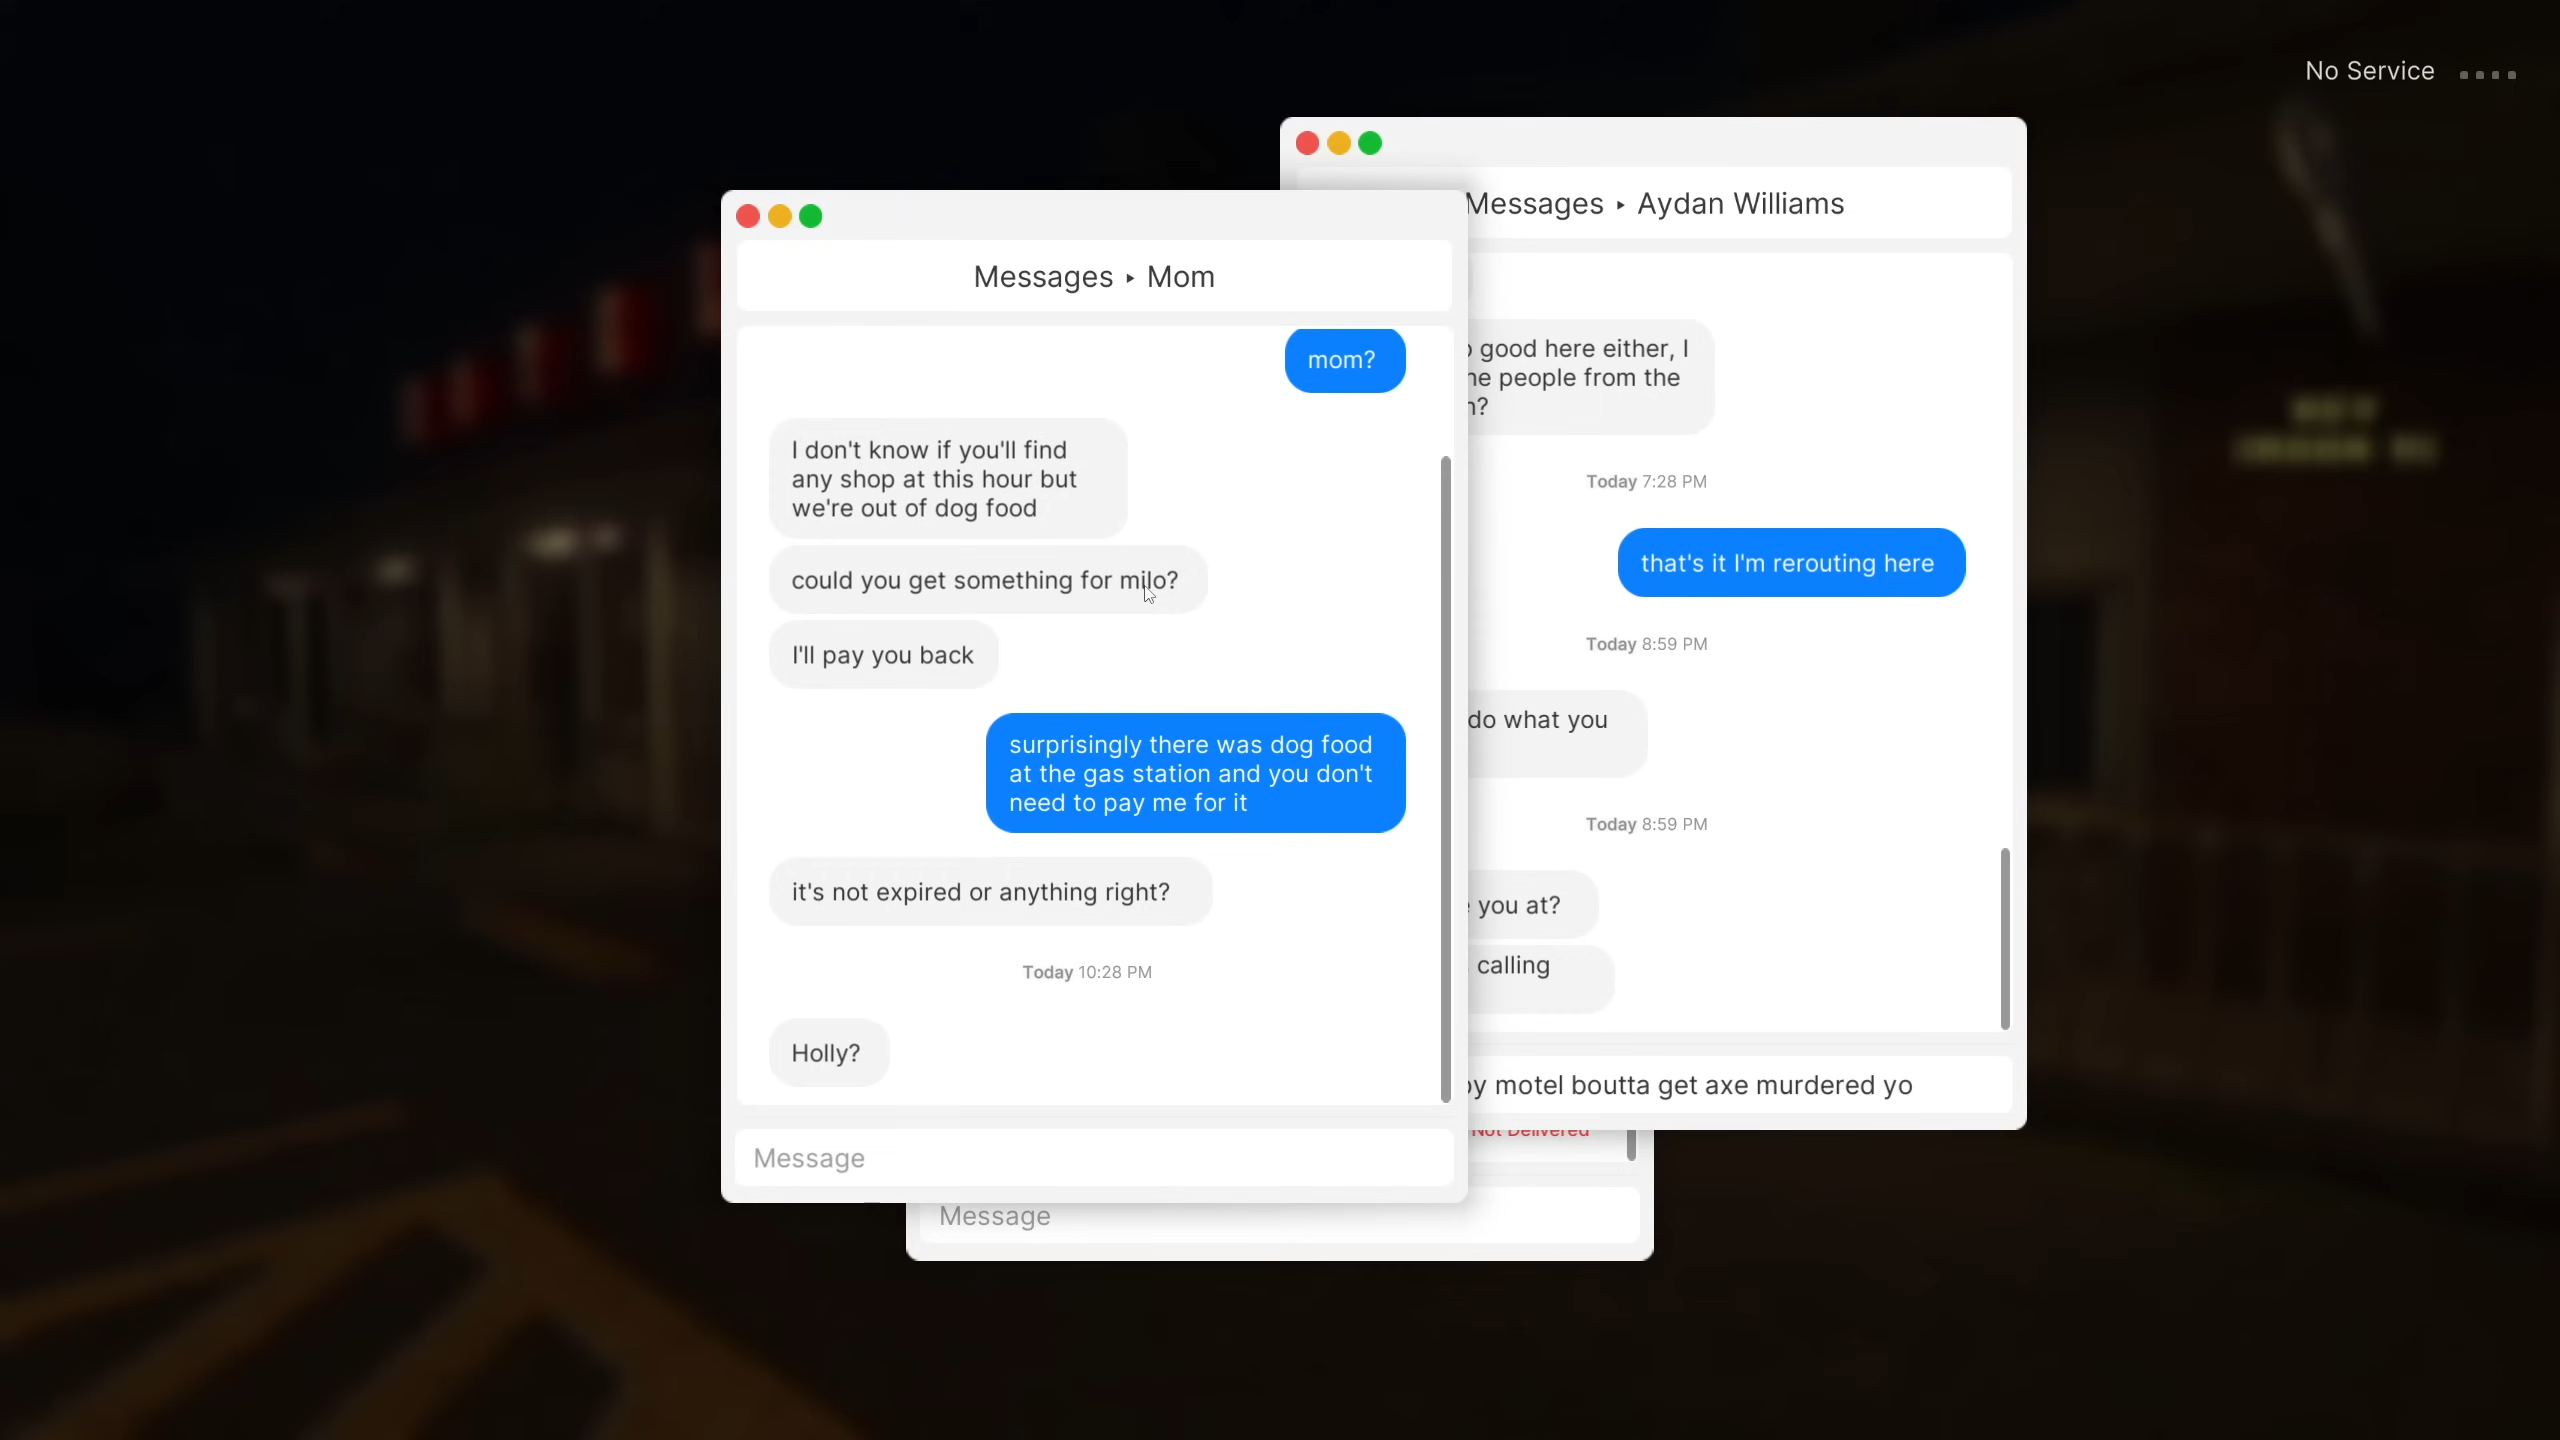 No Service
Messages ▸ Mom
mom?
I don't know if you'll find
any shop at this hour but
we're out of dog food
could you get something for milo?
I'll pay you back
surprisingly there was dog food
at the gas station and you don't
need to pay me for it
it's not expired or anything right?
Today 10:28 PM
Holly?
Message
Messages ▸ Aydan Williams
good here either, I
people from the
Today 7:28 PM
that's it I'm rerouting here
Today 8:59 PM
do what you
Today 8:59 PM
you at?
calling
motel boutta get axe murdered yo
Not Delivered
Message